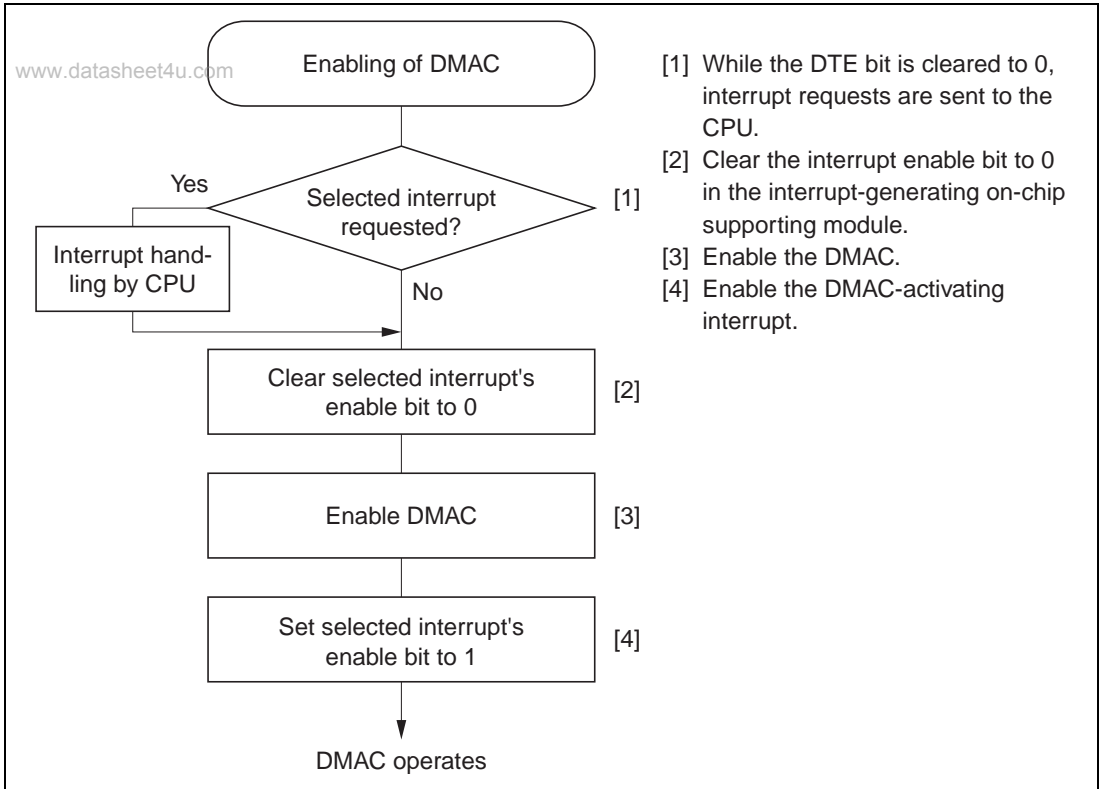 www.datasheet4u.com
Enabling of DMAC
Selected interrupt
requested?
[1]
Yes
Interrupt hand-
ling by CPU
No
Clear selected interrupt's
enable bit to 0
[2]
Enable DMAC
[3]
Set selected interrupt's
enable bit to 1
[4]
DMAC operates
[1] While the DTE bit is cleared to 0,
interrupt requests are sent to the
CPU.
[2] Clear the interrupt enable bit to 0
in the interrupt-generating on-chip
supporting module.
[3] Enable the DMAC.
[4] Enable the DMAC-activating
interrupt.